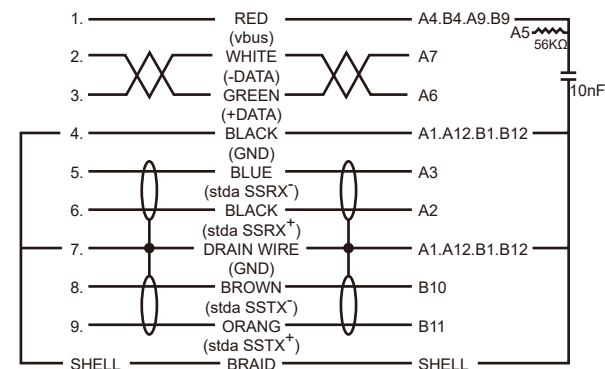 1. RED A4.B4.A9.B9
(vbus) A5 56KΩ
2. WHITE A7
(-DATA) 10nF
3. GREEN A6
(+DATA)
4. BLACK A1.A12.B1.B12
(GND)
5. BLUE A3
(stda SSRX-)
6. BLACK A2
(stda SSRX+)
7. DRAIN WIRE A1.A12.B1.B12
(GND)
8. BROWN B10
(stda SSTX-)
9. ORANG B11
(stda SSTX+)
SHELL BRAID SHELL